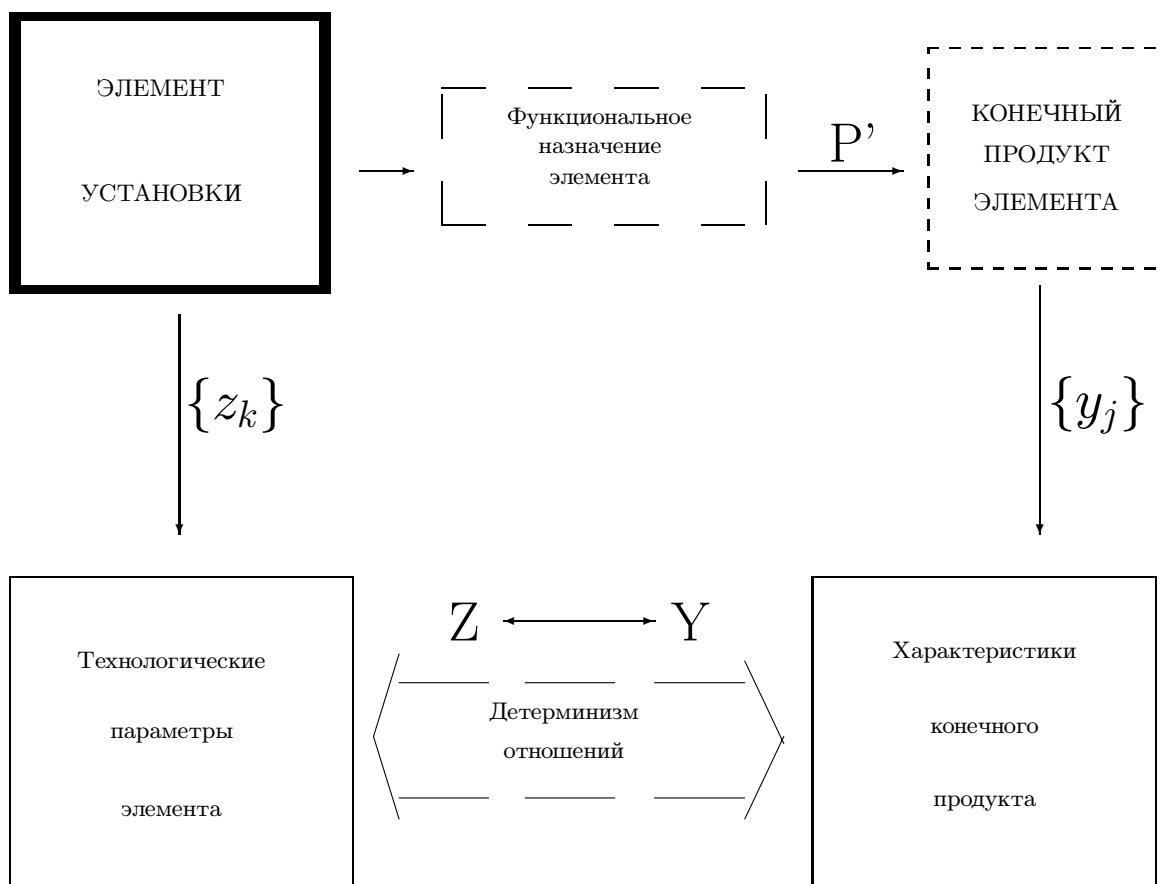 ЭЛЕМЕНТ
УСТАНОВКИ
Функциональное
назначение
элемента
P’
КОНЕЧНЫЙ
ПРОДУКТ
ЭЛЕМЕНТА
{z_k}
{y_j}
Технологические
параметры
элемента
Z
Y
Детерминизм
отношений
Характеристики
конечного
продукта